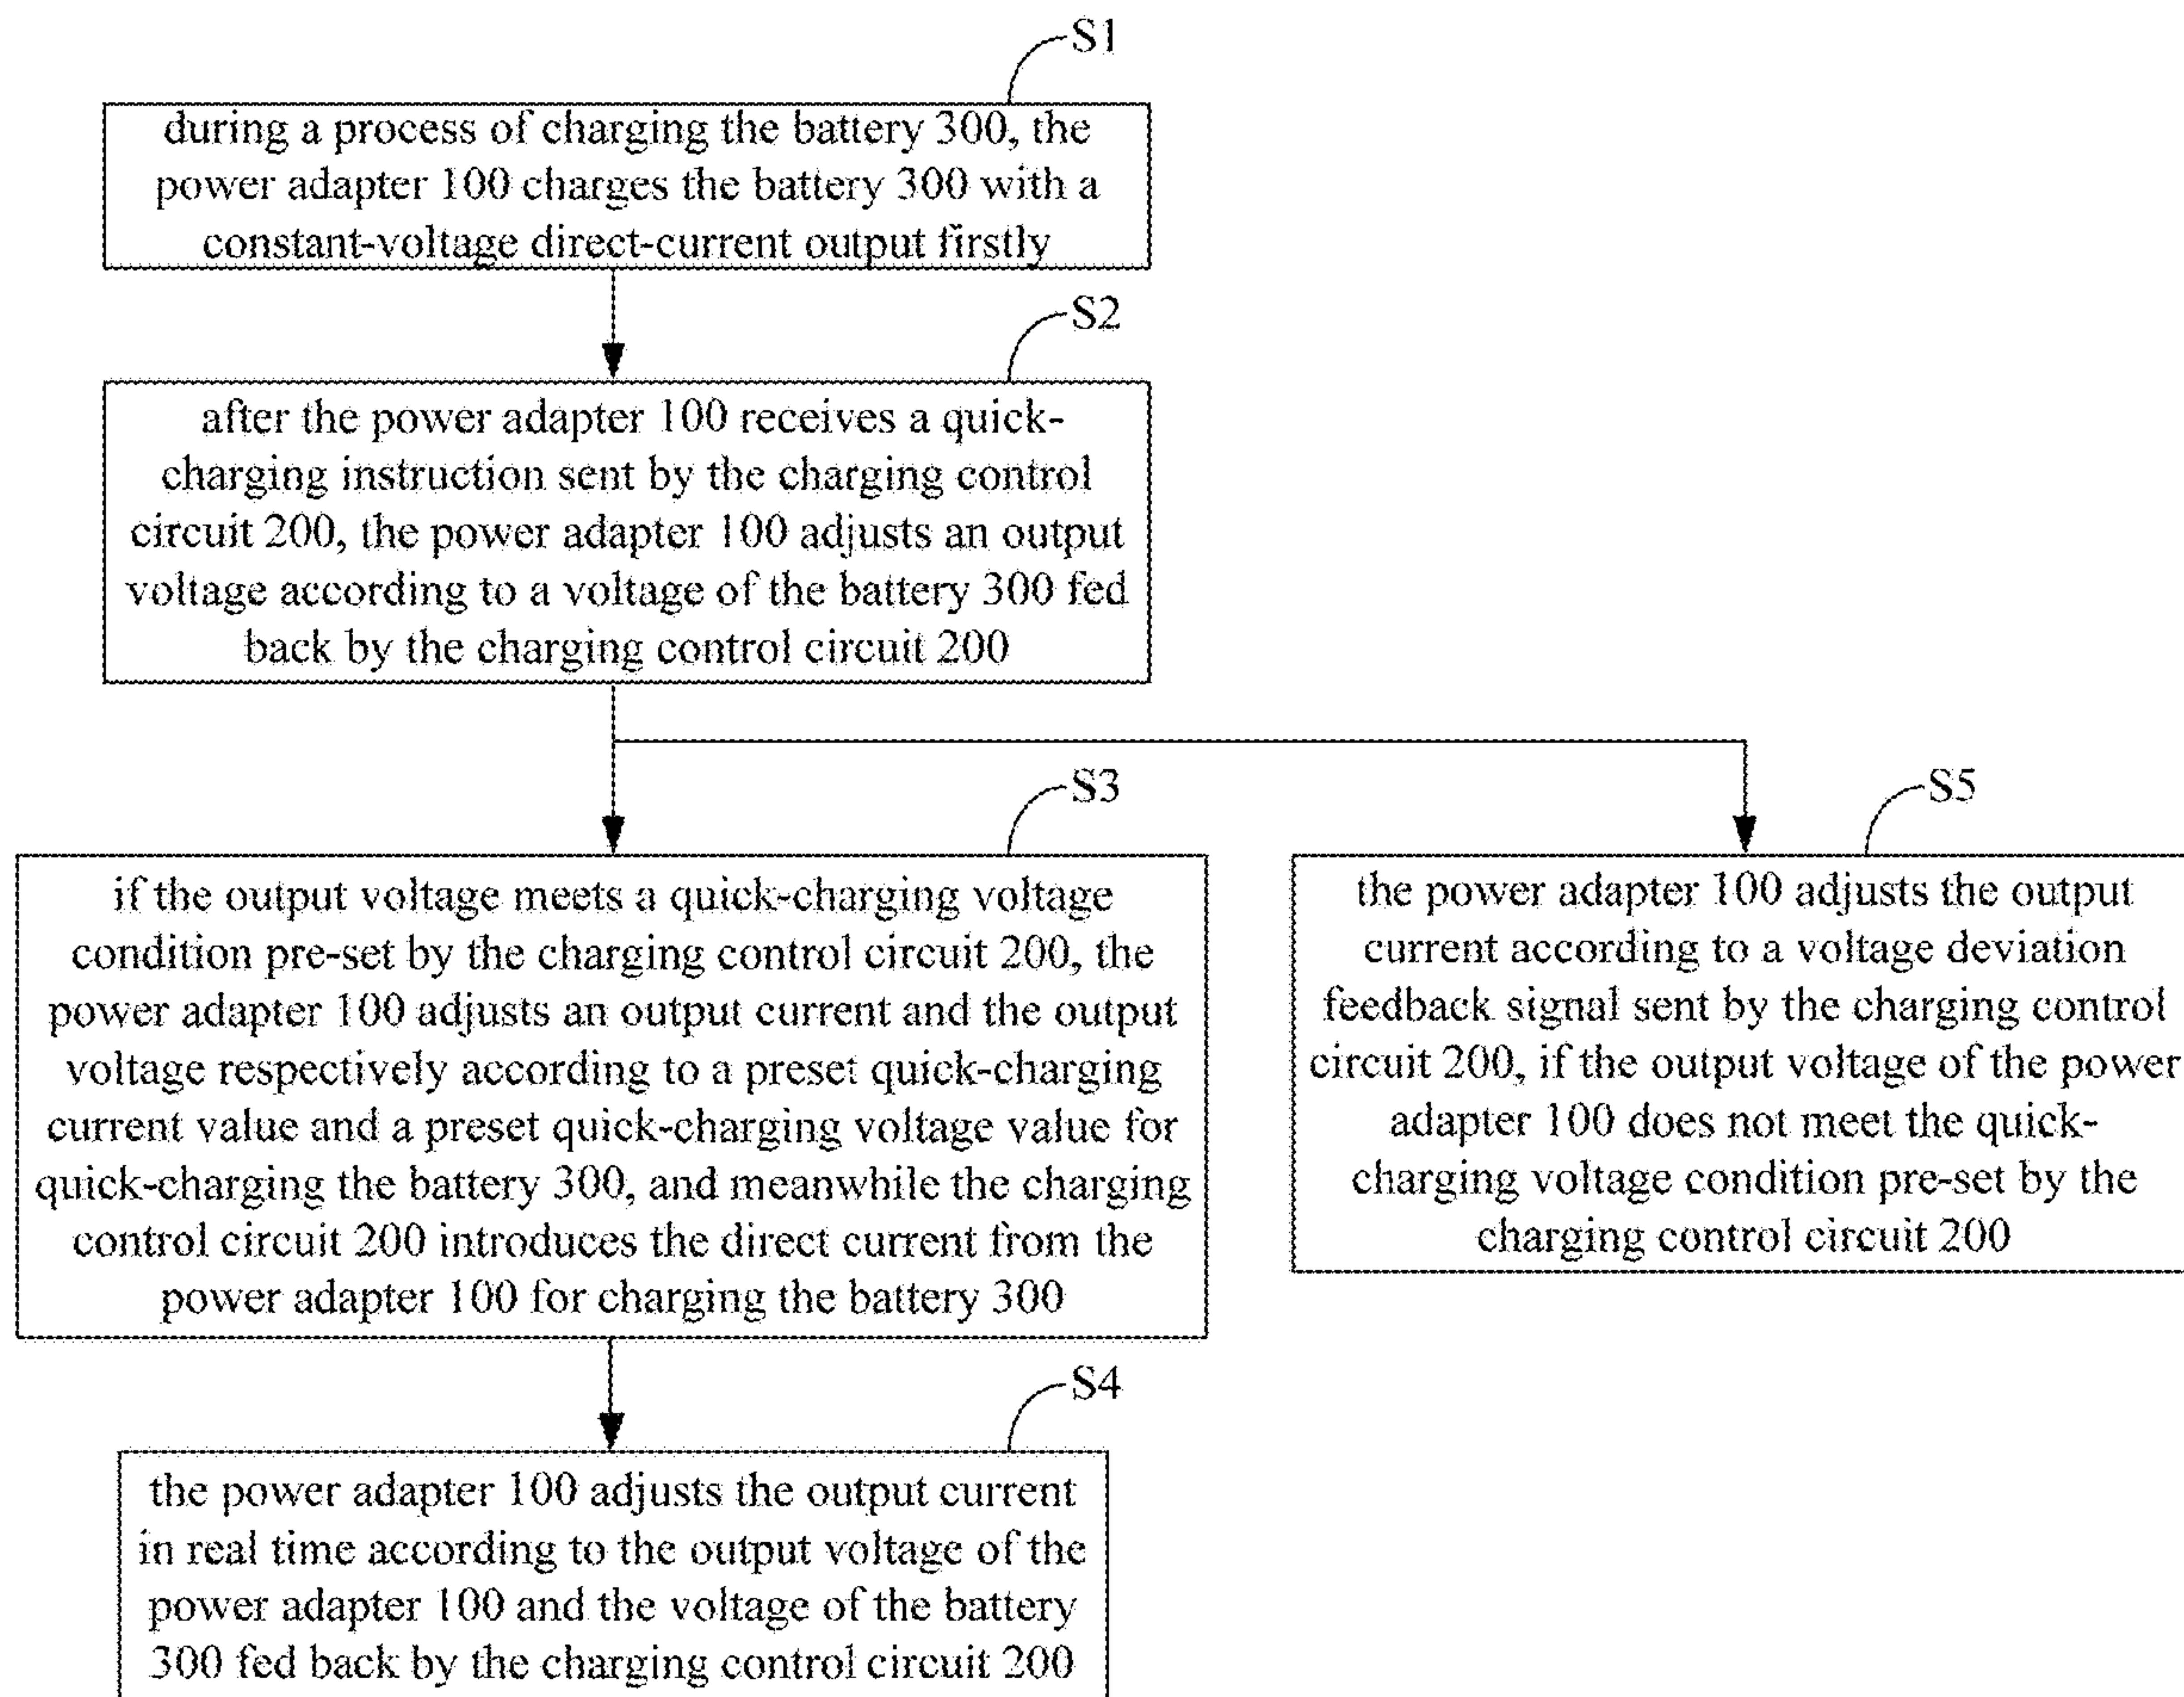 S1
during a process of charging the battery 300, the
power adapter 100 charges the battery 300 with a
constant-voltage direct-current output firstly
S2
after the power adapter 100 receives a quick-
charging instruction sent by the charging control
circuit 200, the power adapter 100 adjusts an output
voltage according to a voltage of the battery 300 fed
back by the charging control circuit 200
S3
if the output voltage meets a quick-charging voltage
condition pre-set by the charging control circuit 200, the
power adapter 100 adjusts an output current and the output
voltage respectively according to a preset quick-charging
current value and a preset quick-charging voltage value for
quick-charging the battery 300, and meanwhile the charging
control circuit 200 introduces the direct current from the
power adapter 100 for charging the battery 300
S5
the power adapter 100 adjusts the output
current according to a voltage deviation
feedback signal sent by the charging control
circuit 200, if the output voltage of the power
adapter 100 does not meet the quick-
charging voltage condition pre-set by the
charging control circuit 200
S4
the power adapter 100 adjusts the output current
in real time according to the output voltage of the
power adapter 100 and the voltage of the battery
300 fed back by the charging control circuit 200